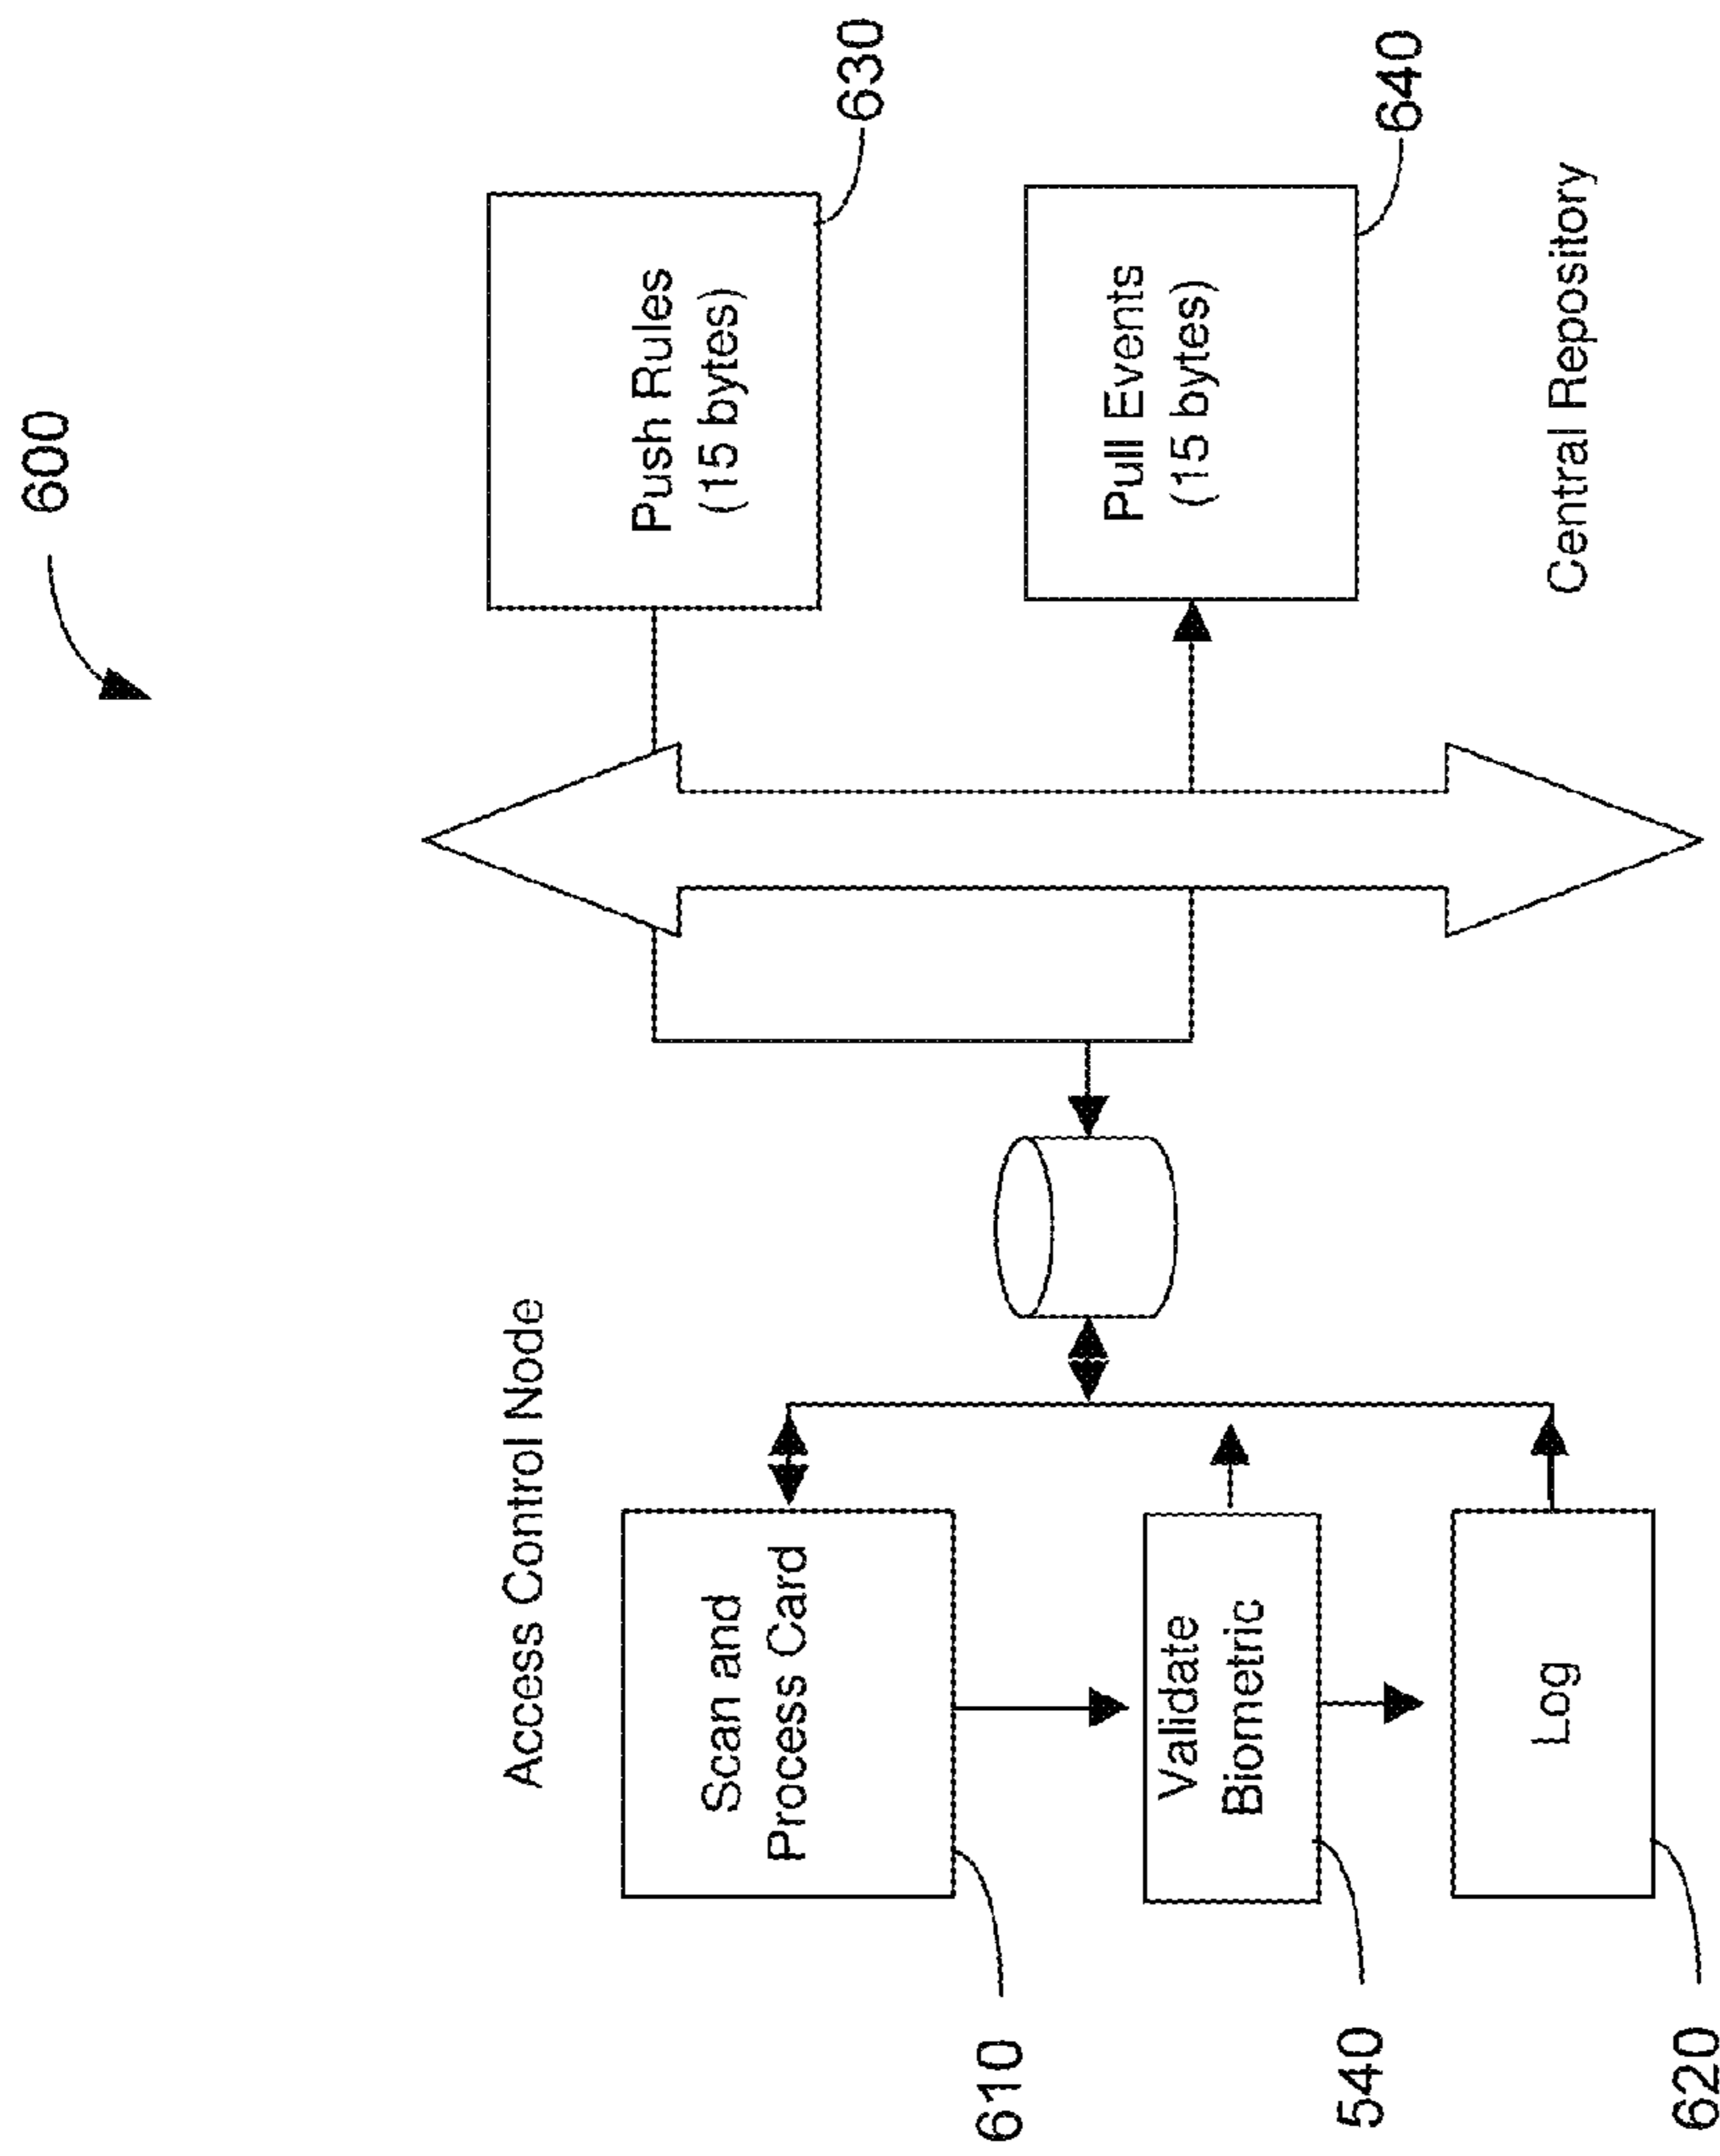 600
Access Control Node
Scan and
Process Card
610
Validate
Biometric
540
Log
620
Push Rules
(15 bytes)
630
Pull Events
(15 bytes)
640
Central Repository